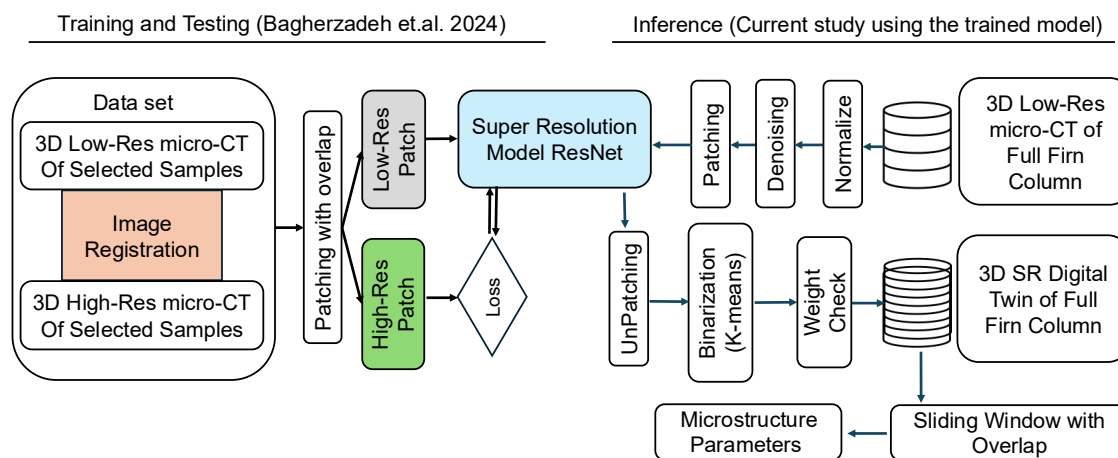 Training and Testing (Bagherzadeh et.al. 2024)
Inference (Current study using the trained model)
Data set
3D Low-Res micro-CT
Of Selected Samples
Image
Registration
3D High-Res micro-CT
Of Selected Samples
Patching with overlap
Low-Res
Patch
High-Res
Patch
Super Resolution
Model ResNet
Loss
Patching
Denoising
Normalize
3D Low-Res
micro-CT of
Full Firn
Column
UnPatching
Binarization
(K-means)
Weight
Check
3D SR Digital
Twin of Full
Firn Column
Microstructure
Parameters
Sliding Window with
Overlap